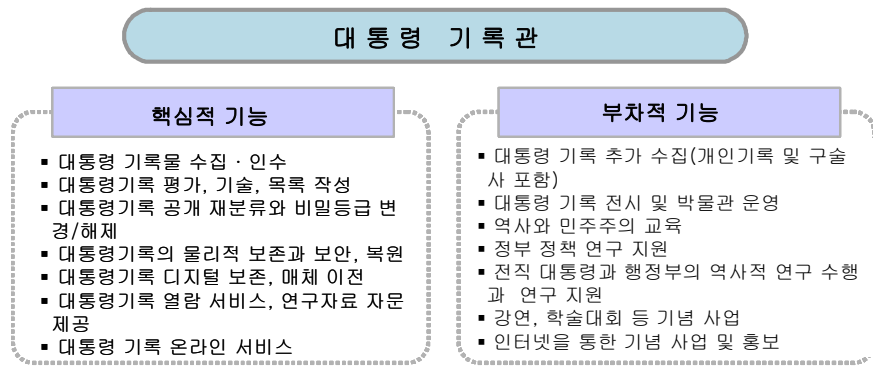 대 통 령 기 록 관
핵심적 기능
▪ 대통령 기록물 수집 · 인수
▪ 대통령기록 평가, 기술, 목록 작성
▪ 대통령기록 공개 재분류와 비밀등급 변
경/해제
▪ 대통령기록의 물리적 보존과 보안, 복원
▪ 대통령기록 디지털 보존, 매체 이전
▪ 대통령기록 열람 서비스, 연구자료 자문
제공
▪ 대통령 기록 온라인 서비스
부차적 기능
▪ 대통령 기록 추가 수집(개인기록 및 구술
사 포함)
▪ 대통령 기록 전시 및 박물관 운영
▪ 역사와 민주주의 교육
▪ 정부 정책 연구 지원
▪ 전직 대통령과 행정부의 역사적 연구 수행
과 연구 지원
▪ 강연, 학술대회 등 기념 사업
▪ 인터넷을 통한 기념 사업 및 홍보